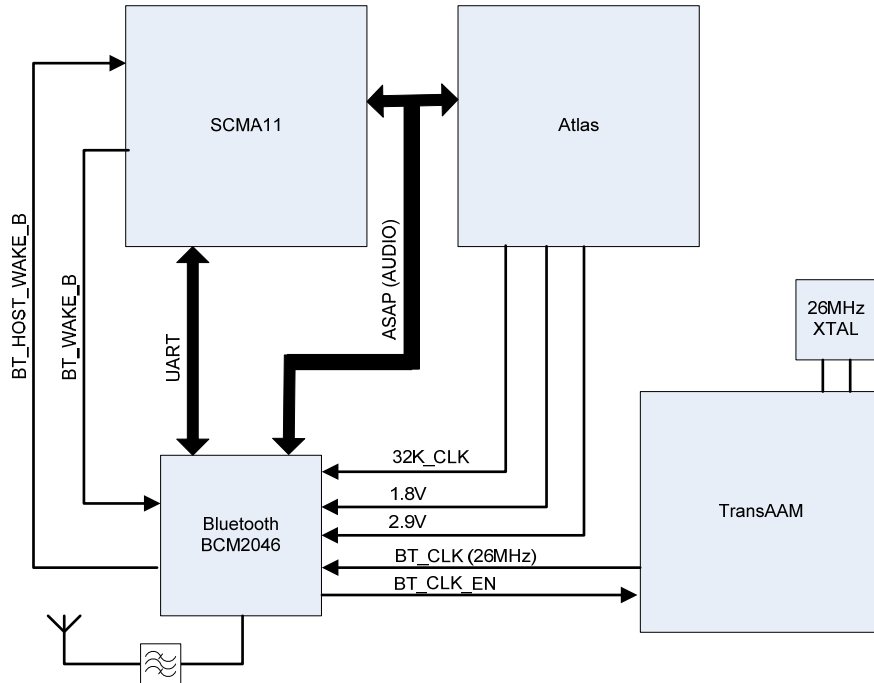 SCMA11
Atlas
BT_HOST_WAKE_B
BT_WAKE_B
UART
ASAP (AUDIO)
26MHz
XTAL
32K_CLK
1.8V
2.9V
BT_CLK (26MHz)
BT_CLK_EN
Bluetooth
BCM2046
TransAAM